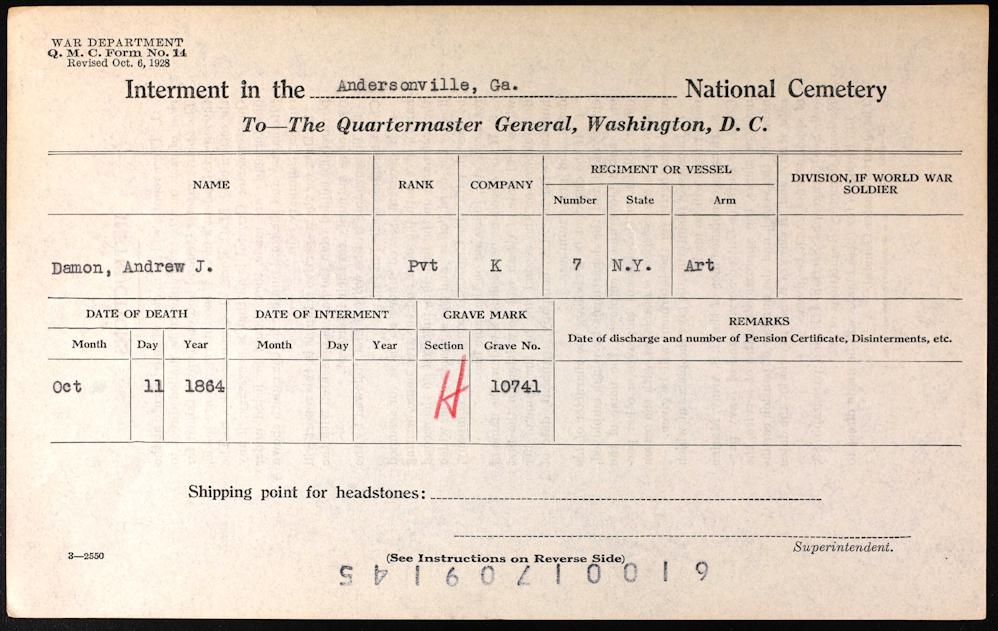 WAR DEPARTMENT
Q. M. C. Form No. 14
Revised Oct. 6, 1928
Interment in the Andersonville, Ga. National Cemetery
To—The Quartermaster General, Washington, D. C.
NAME RANK COMPANY REGIMENT OR VESSEL DIVISION, IF WORLD WAR SOLDIER
Number State Arm
Damon, Andrew J. Pvt K 7 N.Y. Art
DATE OF DEATH DATE OF INTERMENT GRAVE MARK REMARKS
Month Day Year Month Day Year Section Grave No. Date of discharge and number of Pension Certificate, Disinterments, etc.
Oct 11 1864 H 10741
Shipping point for headstones:
Superintendent.
3—2550
(See Instructions on Reverse Side)
61001709145